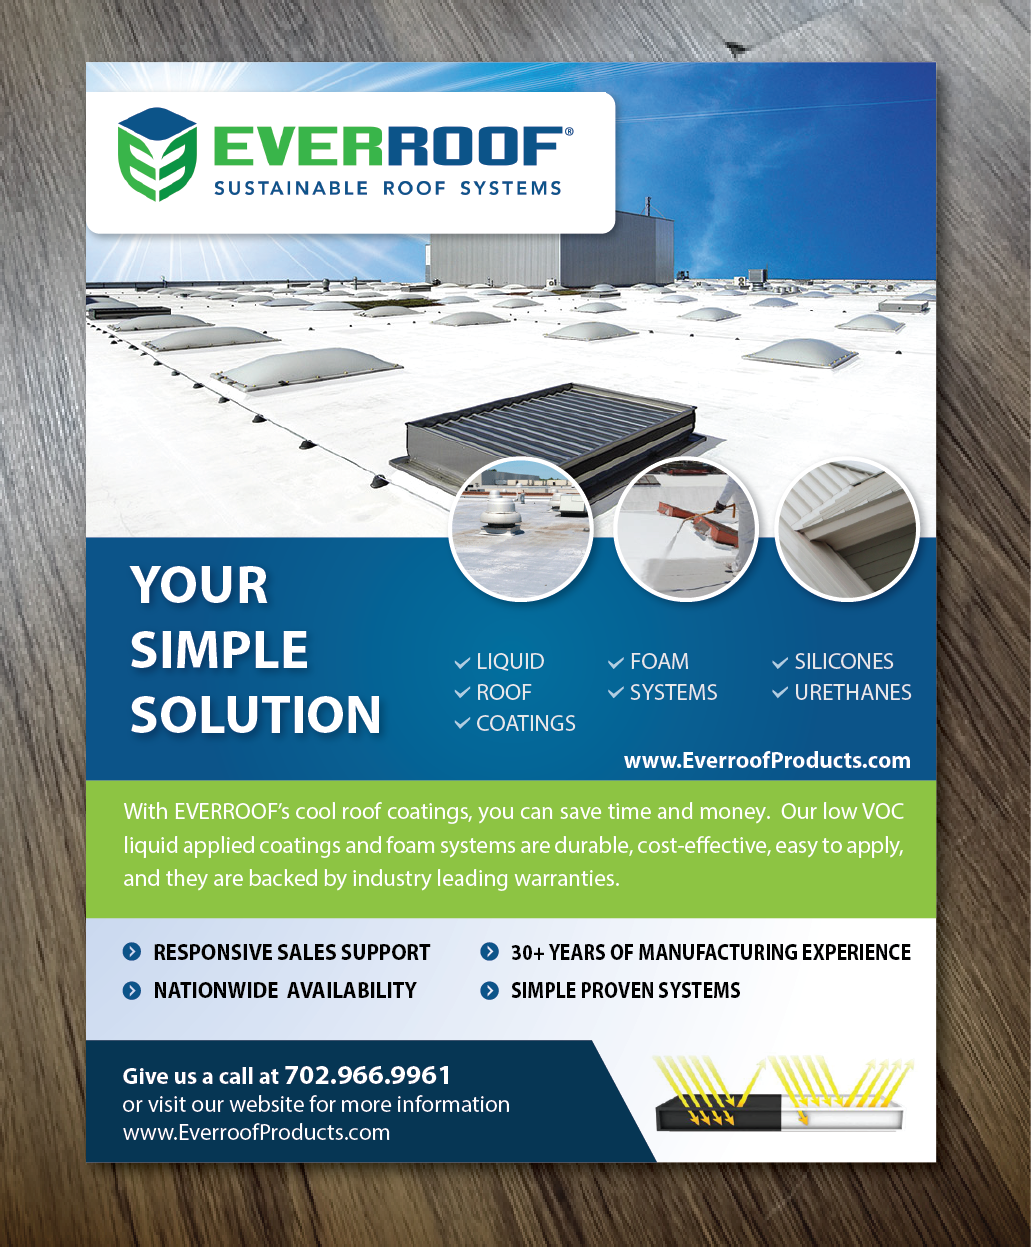 EVERROOF®
SUSTAINABLE ROOF SYSTEMS
YOUR
SIMPLE
SOLUTION
LIQUID
ROOF
COATINGS
FOAM
SYSTEMS
SILICONES
URETHANES
www.EverroofProducts.com
With EVERROOF's cool roof coatings, you can save time and money. Our low VOC
liquid applied coatings and foam systems are durable, cost-effective, easy to apply,
and they are backed by industry leading warranties.
RESPONSIVE SALES SUPPORT
NATIONWIDE AVAILABILITY
30+ YEARS OF MANUFACTURING EXPERIENCE
SIMPLE PROVEN SYSTEMS
Give us a call at 702.966.9961
or visit our website for more information
www.EverroofProducts.com